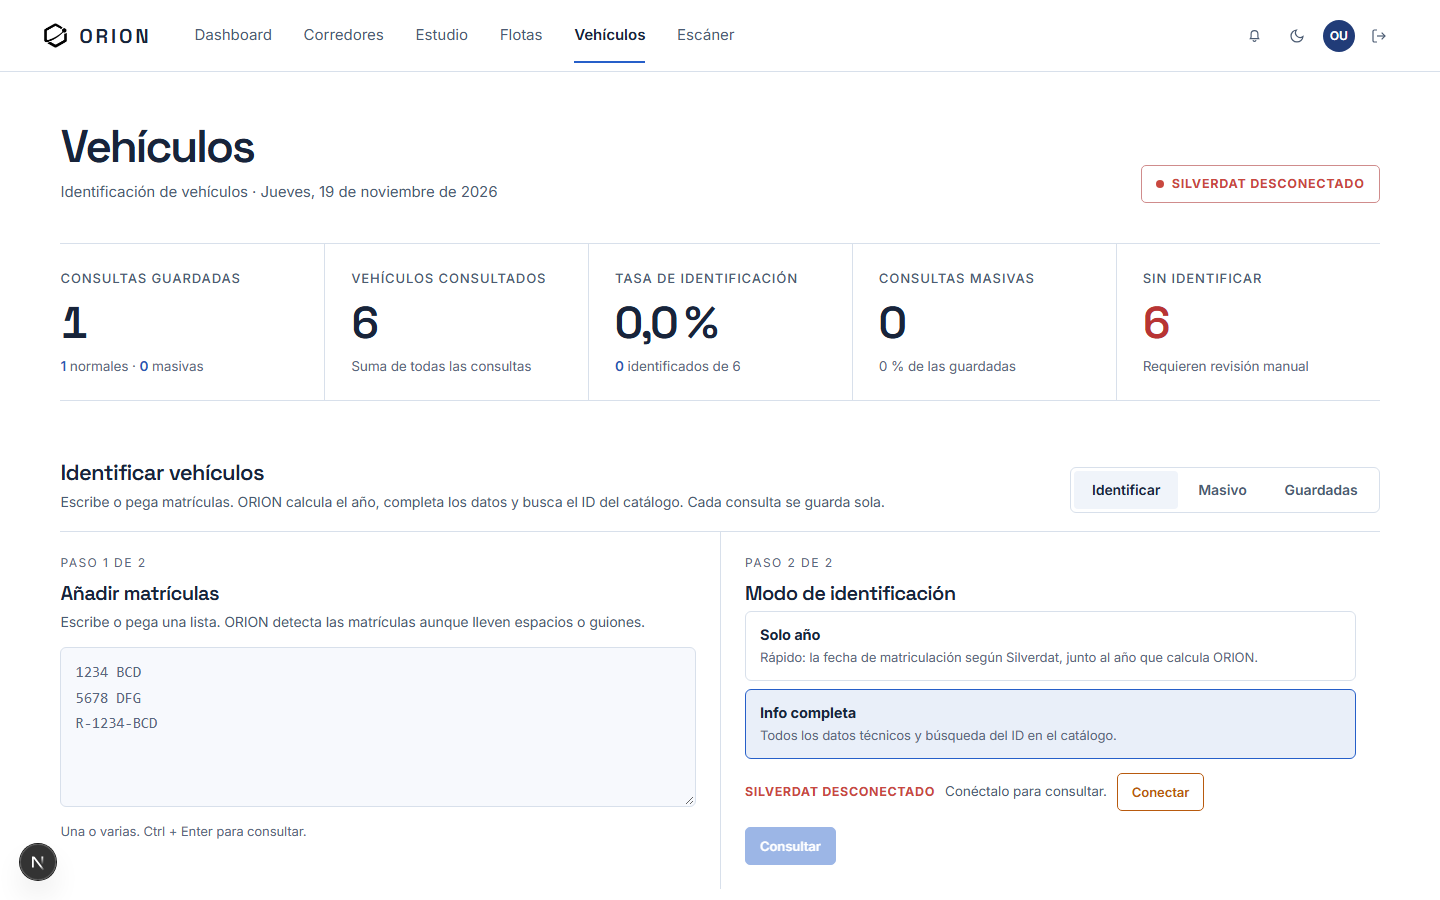 ORION
Dashboard
Corredores
Estudio
Flotas
Vehículos
Escáner
OU
Vehículos
Identificación de vehículos · Jueves, 19 de noviembre de 2026
SILVERDAT DESCONECTADO
CONSULTAS GUARDADAS
1
1 normales · 0 masivas
VEHÍCULOS CONSULTADOS
6
Suma de todas las consultas
TASA DE IDENTIFICACIÓN
0,0 %
0 identificados de 6
CONSULTAS MASIVAS
0
0 % de las guardadas
SIN IDENTIFICAR
6
Requieren revisión manual
Identificar vehículos
Escribe o pega matrículas. ORION calcula el año, completa los datos y busca el ID del catálogo. Cada consulta se guarda sola.
Identificar
Masivo
Guardadas
PASO 1 DE 2
Añadir matrículas
Escribe o pega una lista. ORION detecta las matrículas aunque lleven espacios o guiones.
1234 BCD
5678 DFG
R-1234-BCD
Una o varias. Ctrl + Enter para consultar.
PASO 2 DE 2
Modo de identificación
Solo año
Rápido: la fecha de matriculación según Silverdat, junto al año que calcula ORION.
Info completa
Todos los datos técnicos y búsqueda del ID en el catálogo.
SILVERDAT DESCONECTADO Conéctalo para consultar.
Conectar
Consultar
N